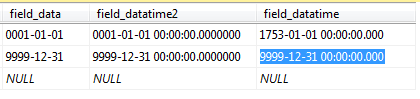 field_data field_datatime2 field_datatime
0001-01-01 0001-01-01 00:00:00.0000000 1753-01-01 00:00:00.000
9999-12-31 9999-12-31 00:00:00.0000000 9999-12-31 00:00:00.000
NULL NULL NULL